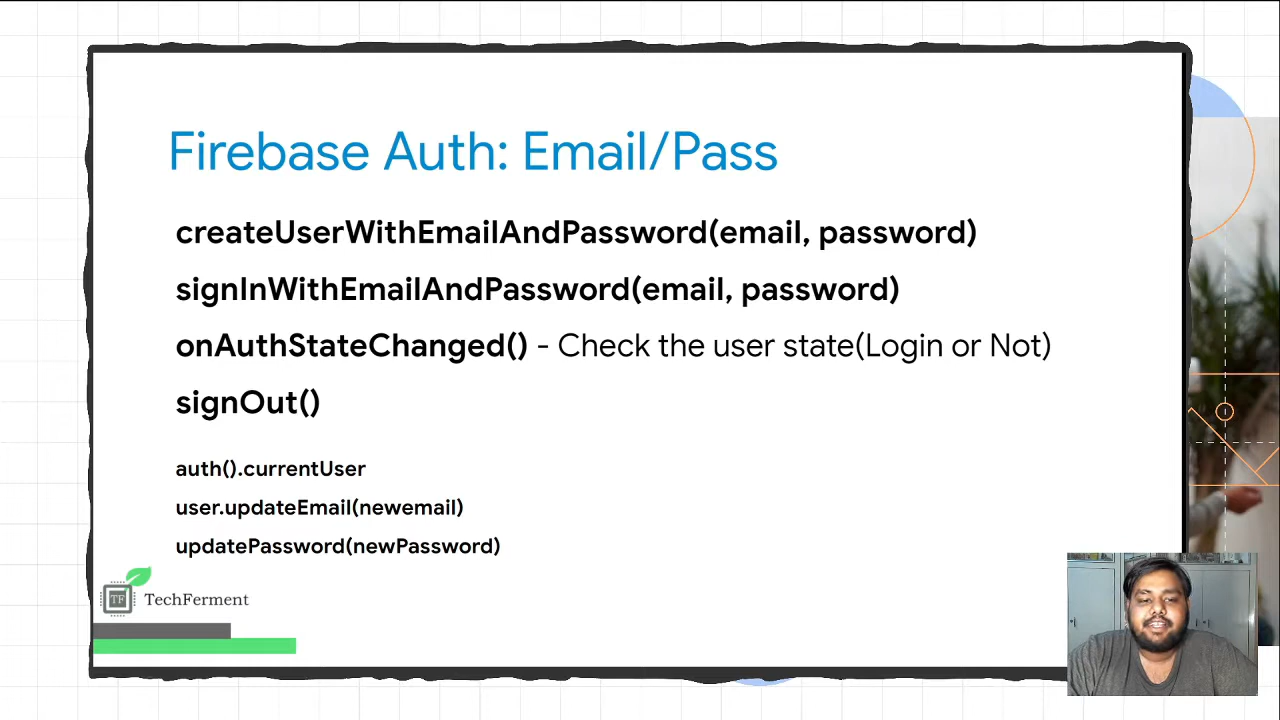 Firebase Auth: Email/Pass
createUserWithEmailAndPassword(email, password)
signInWithEmailAndPassword(email, password)
onAuthStateChanged() - Check the user state(Login or Not)
signOut()
auth().currentUser
user.updateEmail(newemail)
updatePassword(newPassword)
TF
TechFerment